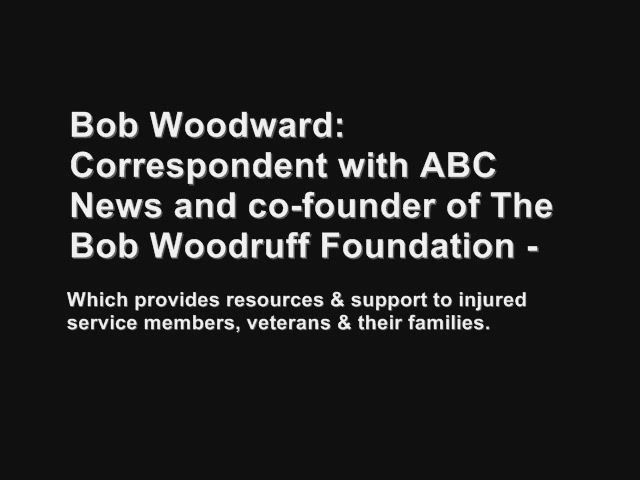 Bob Woodward:
Correspondent with ABC
News and co-founder of The
Bob Woodruff Foundation -
Which provides resources & support to injured
service members, veterans & their families.